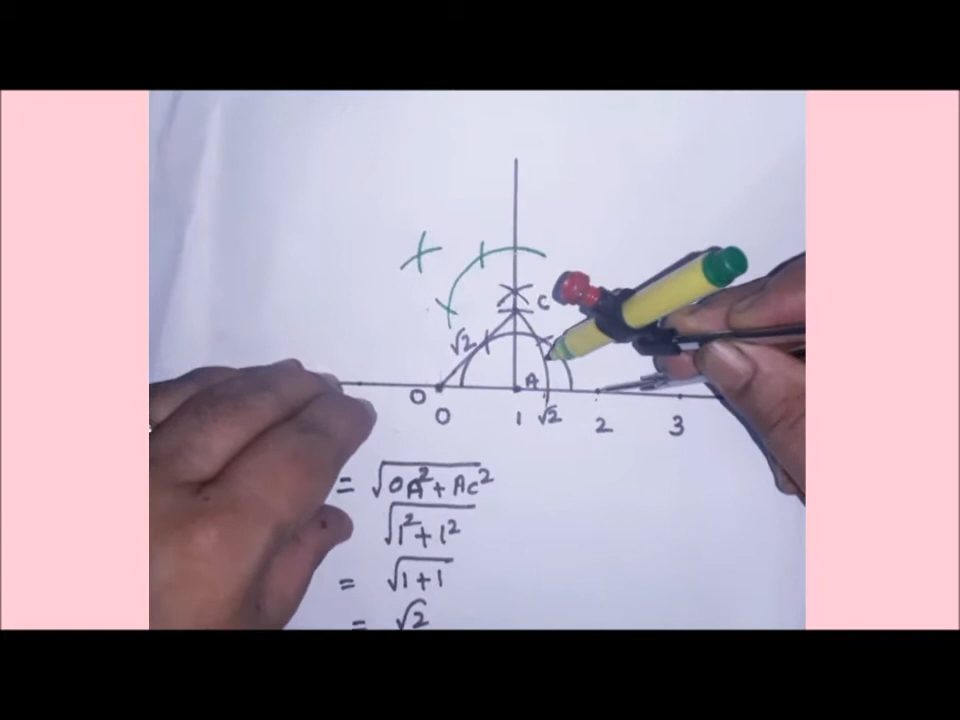 C
√2
A
O
0 1 √2 2 3
= √OA²+AC²
√1²+1²
= √1+1
= √2